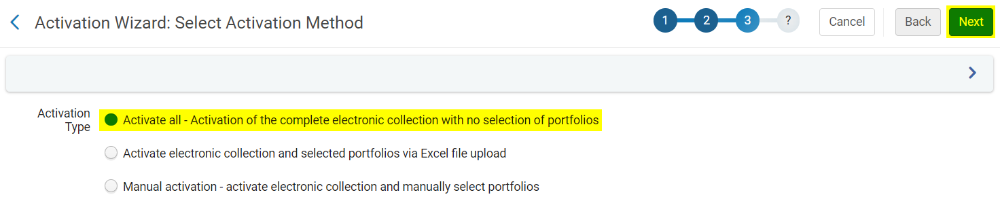 Activation Wizard: Select Activation Method
1 2 3 ? Cancel Back Next
Activation
Type
Activate all - Activation of the complete electronic collection with no selection of portfolios
Activate electronic collection and selected portfolios via Excel file upload
Manual activation - activate electronic collection and manually select portfolios